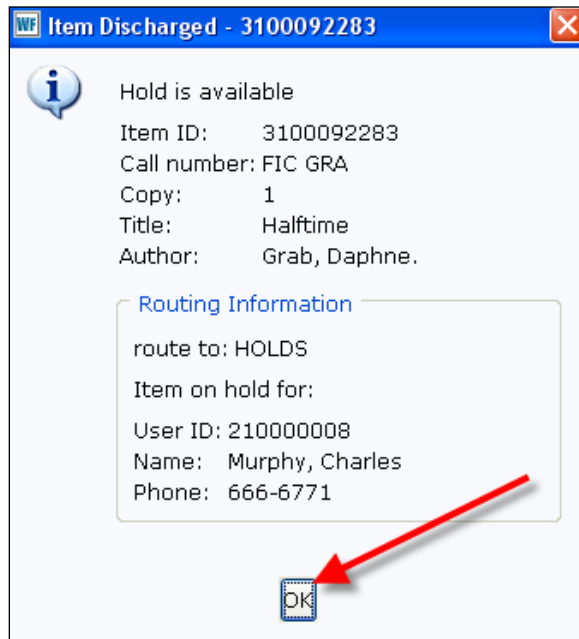 WF Item Discharged - 3100092283
Hold is available
Item ID: 3100092283
Call number: FIC GRA
Copy: 1
Title: Halftime
Author: Grab, Daphne.
Routing Information
route to: HOLDS
Item on hold for:
User ID: 210000008
Name: Murphy, Charles
Phone: 666-6771
OK